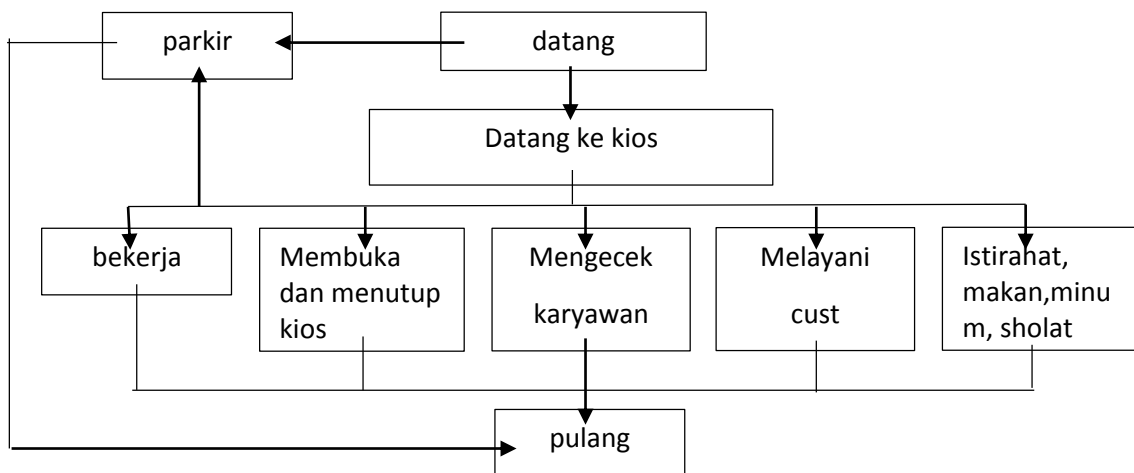 parkir
datang
Datang ke kios
bekerja
Membuka
dan menutup
kios
Mengecek
karyawan
Melayani
cust
Istirahat,
makan,minu
m, sholat
pulang